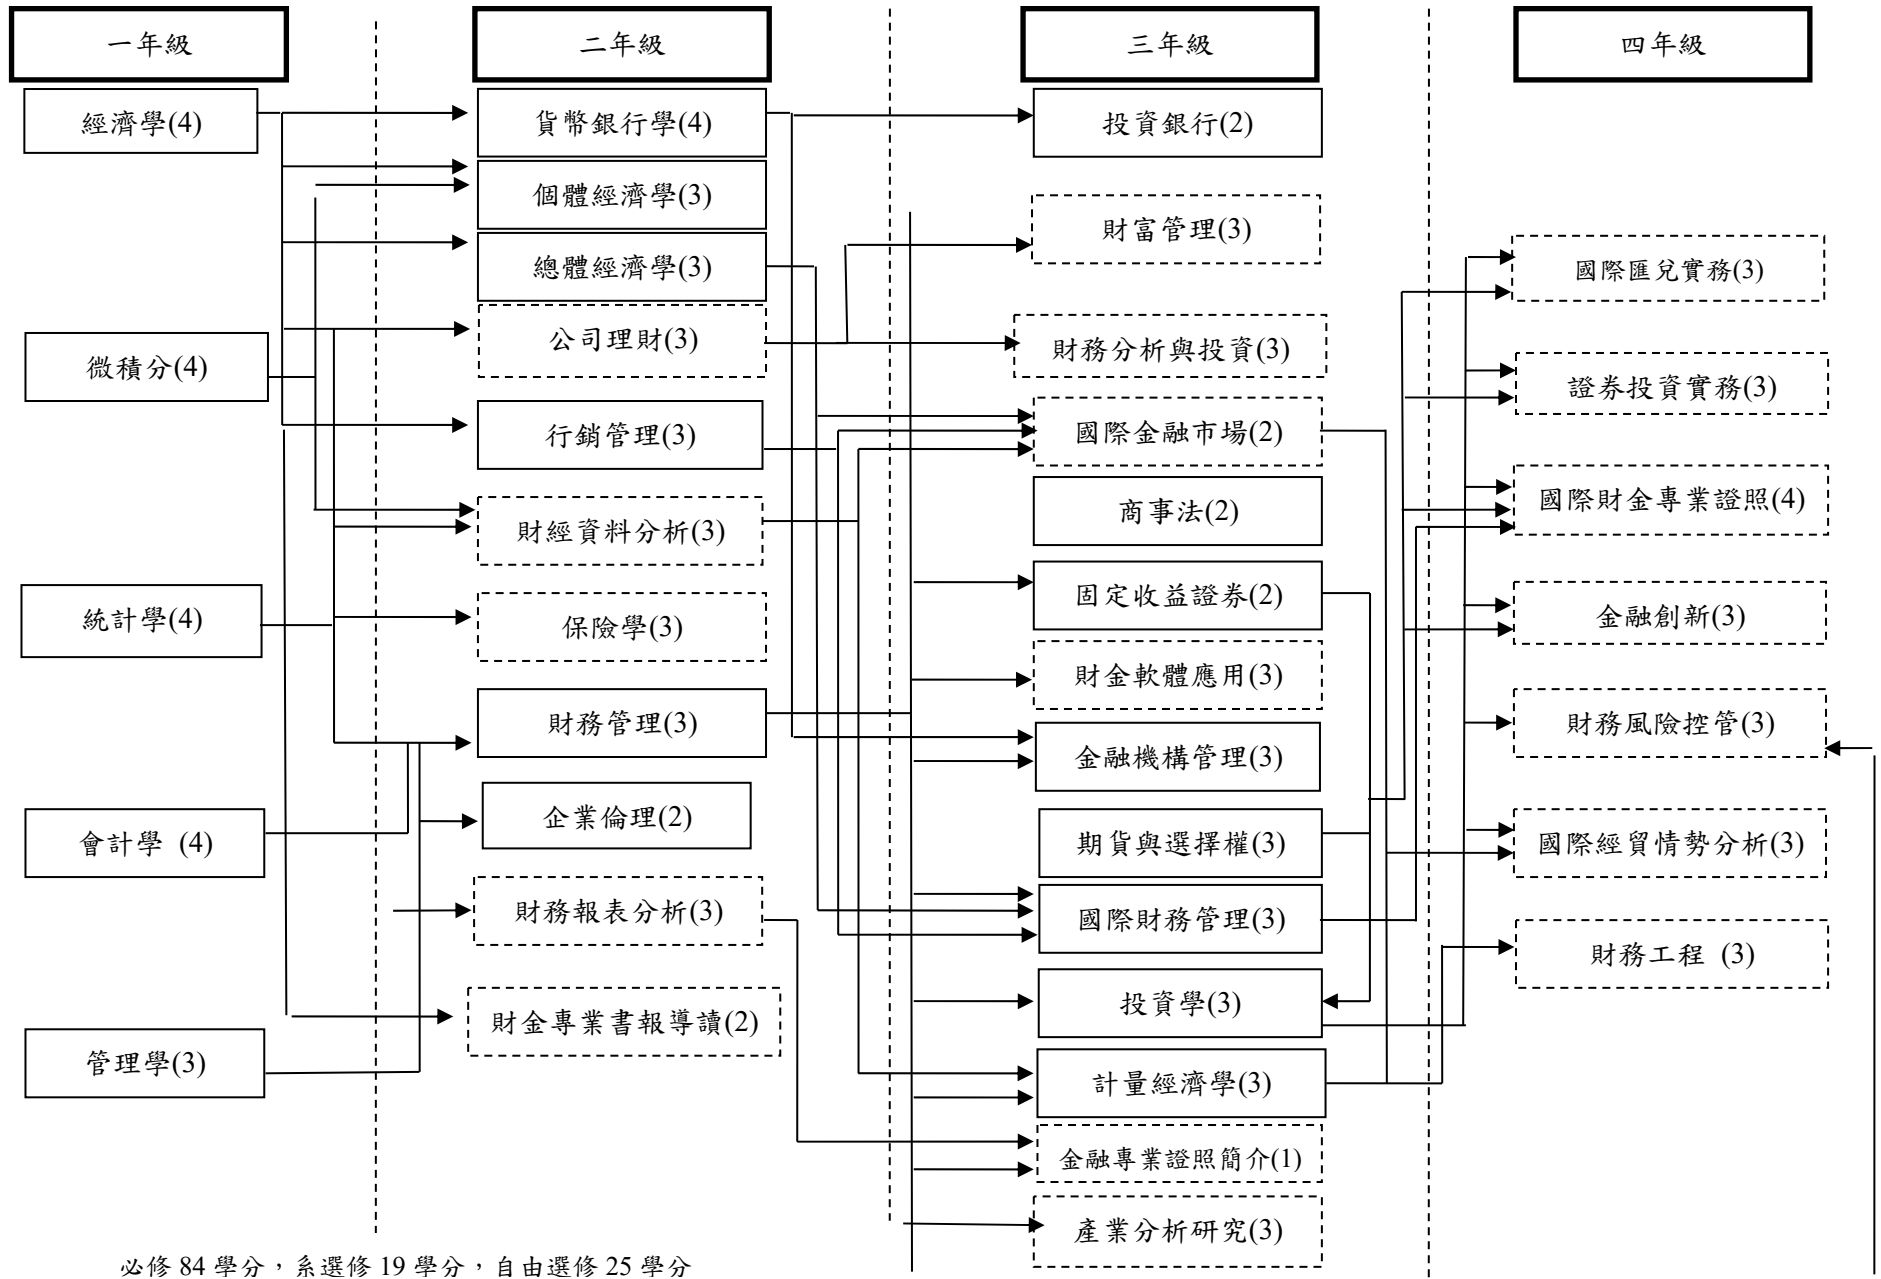 一年級
二年級
三年級
四年級
經濟學(4)
微積分(4)
統計學(4)
會計學 (4)
管理學(3)
貨幣銀行學(4)
個體經濟學(3)
總體經濟學(3)
公司理財(3)
行銷管理(3)
財經資料分析(3)
保險學(3)
財務管理(3)
企業倫理(2)
財務報表分析(3)
財金專業書報導讀(2)
投資銀行(2)
財富管理(3)
財務分析與投資(3)
國際金融市場(2)
商事法(2)
固定收益證券(2)
財金軟體應用(3)
金融機構管理(3)
期貨與選擇權(3)
國際財務管理(3)
投資學(3)
計量經濟學(3)
金融專業證照簡介(1)
產業分析研究(3)
國際匯兌實務(3)
證券投資實務(3)
國際財金專業證照(4)
金融創新(3)
財務風險控管(3)
國際經貿情勢分析(3)
財務工程 (3)
必修 84 學分，系選修 19 學分，自由選修 25 學分